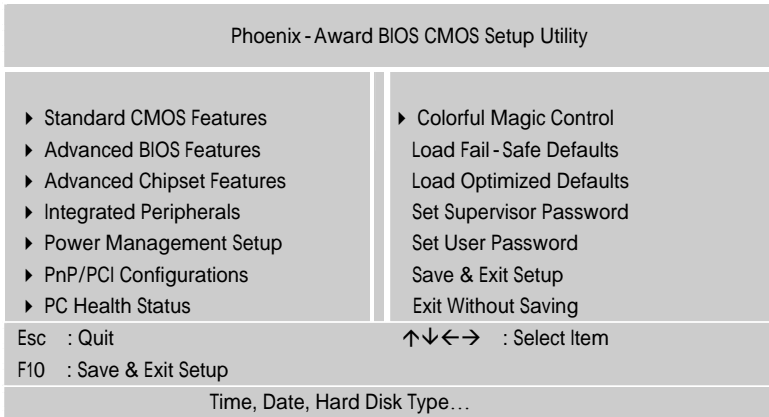 Phoenix - Award BIOS CMOS Setup Utility
Standard CMOS Features
Advanced BIOS Features
Advanced Chipset Features
Integrated Peripherals
Power Management Setup
PnP/PCI Configurations
PC Health Status
Colorful Magic Control
Load Fail - Safe Defaults
Load Optimized Defaults
Set Supervisor Password
Set User Password
Save & Exit Setup
Exit Without Saving
Esc : Quit
↑↓←→ : Select Item
F10 : Save & Exit Setup
Time, Date, Hard Disk Type…